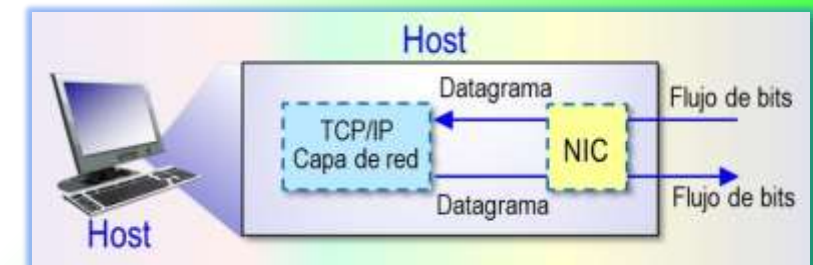 Host
Datagrama
Flujo de bits
TCP/IP
Capa de red
NIC
Datagrama
Flujo de bits
Host